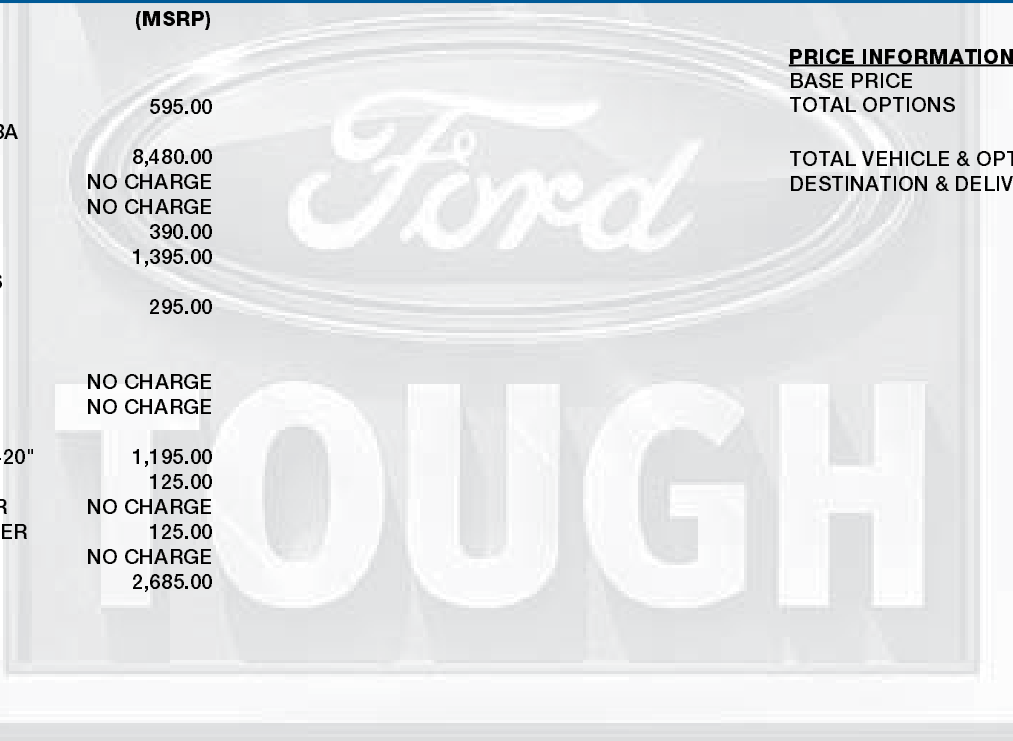 (MSRP)
595.00
3A
8,480.00
NO CHARGE
NO CHARGE
390.00
1,395.00
S
295.00
NO CHARGE
NO CHARGE
-20" 1,195.00
125.00
R NO CHARGE
ER 125.00
NO CHARGE
2,685.00
PRICE INFORMATION
BASE PRICE
TOTAL OPTIONS
TOTAL VEHICLE & OPT
DESTINATION & DELIV
Ford
TOUGH